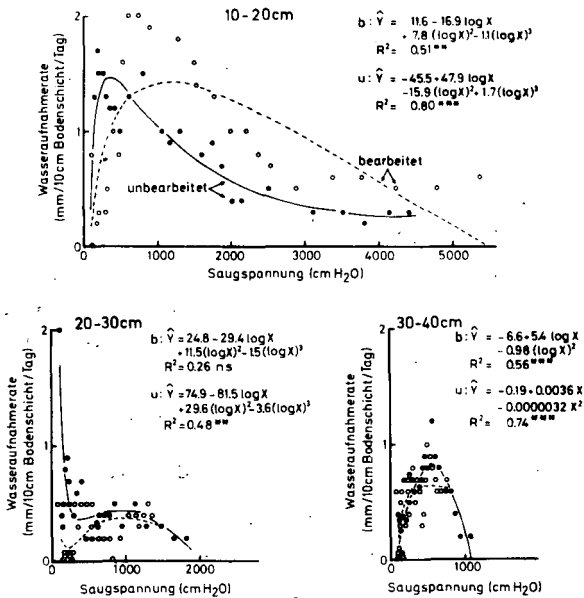 10-20cm
b: Ŷ = 11.6 - 16.9 log X
+ 7.8 (log X)² - 1.1 (log X)³
R² = 0.51 **
u: Ŷ = -45.5 + 47.9 log X
-15.9 (log X)² + 1.7 (log X)³
R² = 0.80 ***
Wasseraufnahmerate
(mm/10cm Bodenschicht/Tag)
2
1
0
bearbeitet
unbearbeitet
0 1000 2000 3000 4000 5000
Saugspannung (cm H₂O)
20-30cm
b: Ŷ = 24.8 - 29.4 log X
+ 11.5 (log X)² - 1.5 (log X)³
R² = 0.26 ns
u: Ŷ = 74.9 - 81.5 log X
+ 29.6 (log X)² - 3.6 (log X)³
R² = 0.48 **
Wasseraufnahmerate
(mm/10cm Bodenschicht/Tag)
2
1
0
0 1000 2000
Saugspannung (cm H₂O)
30-40cm
b: Ŷ = -6.6 + 5.4 log X
- 0.98 (log X)²
R² = 0.56 ***
u: Ŷ = -0.19 + 0.0036 X
- 0.0000032 X²
R² = 0.74 ***
Wasseraufnahmerate
(mm/10cm Bodenschicht/Tag)
2
1
0
0 1000
Saugspannung (cm H₂O)